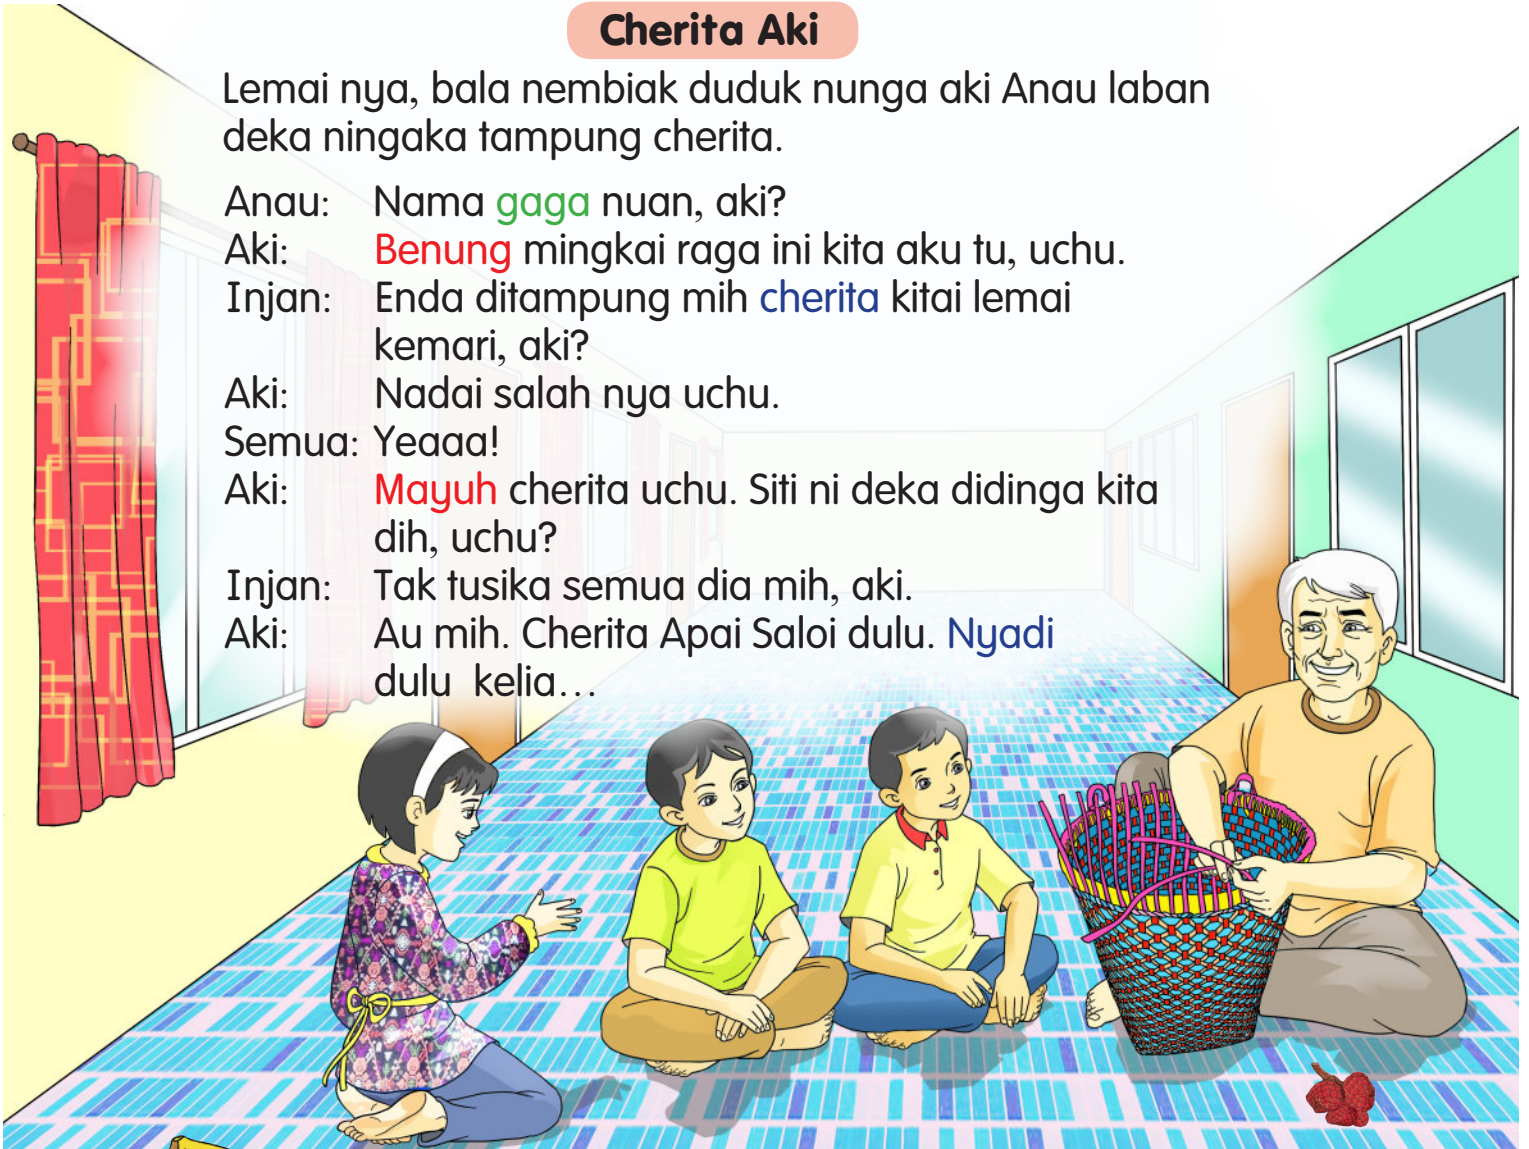 Cherita Aki
Lemai nya, bala nembiak duduk nunga aki Anau laban
deka ningaka tampung cherita.
Anau: Nama gaga nuan, aki?
Aki: Benung mingkai raga ini kita aku tu, uchu.
Injan: Enda ditampung mih cherita kitai lemai
kemari, aki?
Aki: Nadai salah nya uchu.
Semua: Yeaaa!
Aki: Mayuh cherita uchu. Siti ni deka didinga kita
dih, uchu?
Injan: Tak tusika semua dia mih, aki.
Aki: Au mih. Cherita Apai Saloi dulu. Nyadi
dulu kelia...